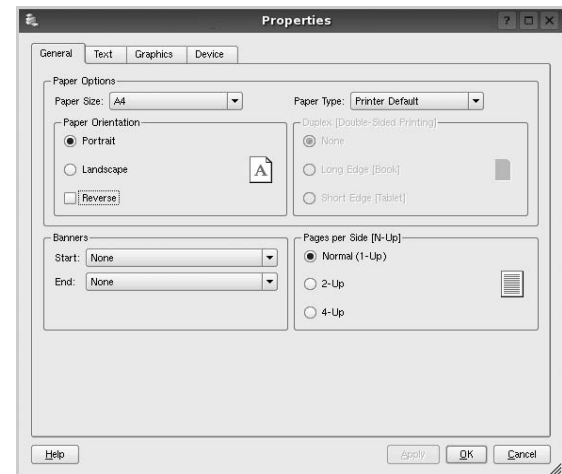 Properties
General Text Graphics Device
Paper Options
Paper Size: A4
Paper Type: Printer Default
Paper Orientation
Portrait
Landscape
Reverse
A
Duplex [Double-Sided Printing]
None
Long Edge [Book]
Short Edge [Tablet]
Banners
Start: None
End: None
Pages per Side [N-Up]
Normal (1-Up)
2-Up
4-Up
Help Apply OK Cancel